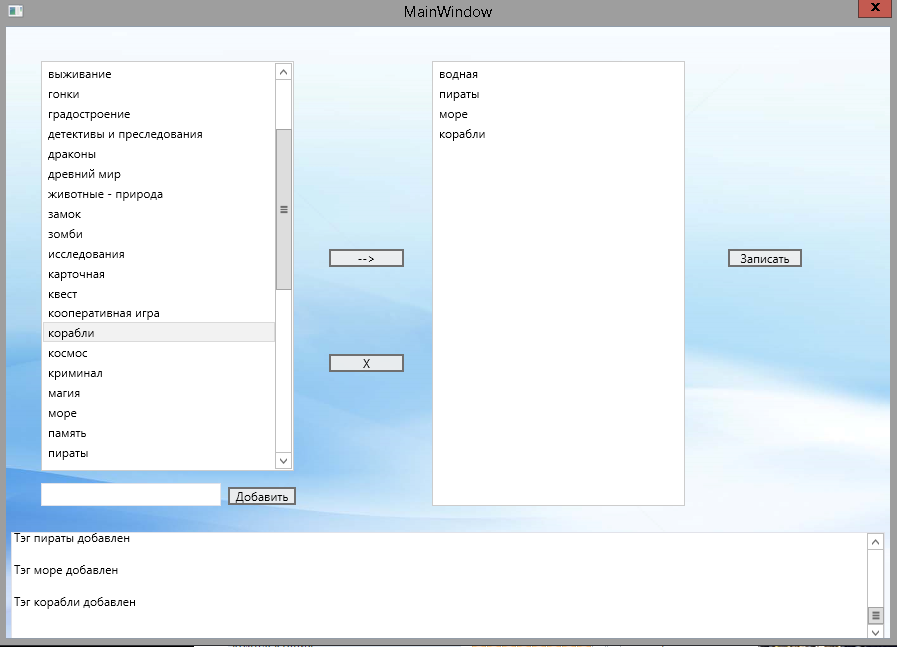 MainWindow
x
выживание
гонки
градостроение
детективы и преследования
драконы
древний мир
животные - природа
замок
зомби
исследования
карточная
квест
кооперативная игра
корабли
космос
криминал
магия
море
память
пираты
Добавить
-->
X
водная
пираты
море
корабли
Записать
Тэг пираты добавлен
Тэг море добавлен
Тэг корабли добавлен